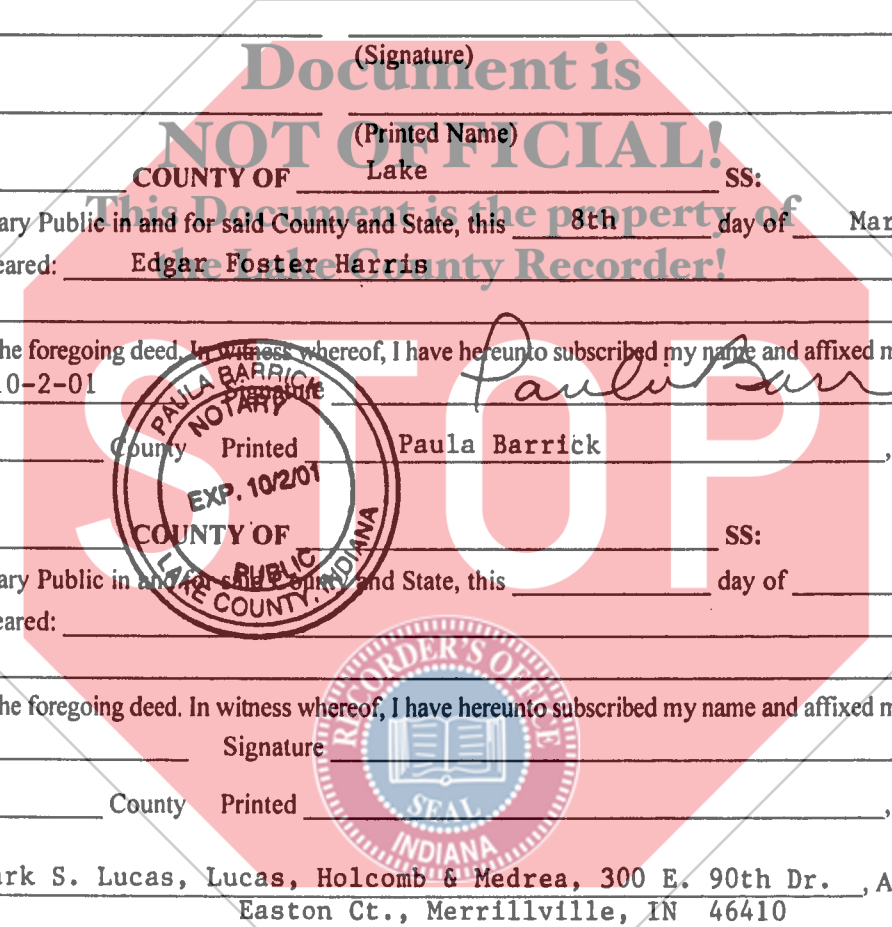 (Signature)
Document is
(Printed Name)
NOT OFFICIAL!
COUNTY OF Lake SS:
This Document is the property of
ary Public in and for said County and State, this 8th day of Mar
eared: Edgar Foster Harris
the Lake County Recorder!
he foregoing deed. In witness whereof, I have hereunto subscribed my name and affixed m
0-2-01 Signature Paula Barr
County Printed Paula Barrick ,
PAULA BARRICK
NOTARY
EXP. 10/2/01
PUBLIC
LAKE COUNTY, INDIANA
STOP
COUNTY OF SS:
ary Public in and for said County and State, this day of
eared:
he foregoing deed. In witness whereof, I have hereunto subscribed my name and affixed m
Signature
County Printed ,
RECORDER'S OFFICE
SEAL
INDIANA
ark S. Lucas, Lucas, Holcomb & Medrea, 300 E. 90th Dr. , A
Easton Ct., Merrillville, IN 46410